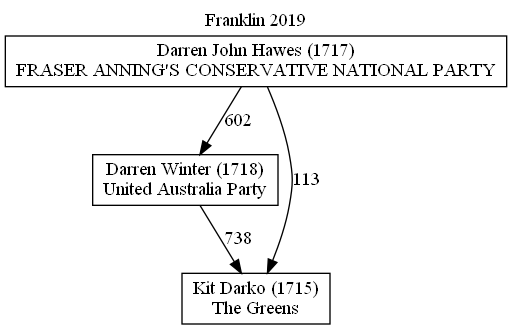 Franklin 2019
Darren John Hawes (1717)
FRASER ANNING'S CONSERVATIVE NATIONAL PARTY
602
Darren Winter (1718)
United Australia Party
113
738
Kit Darko (1715)
The Greens